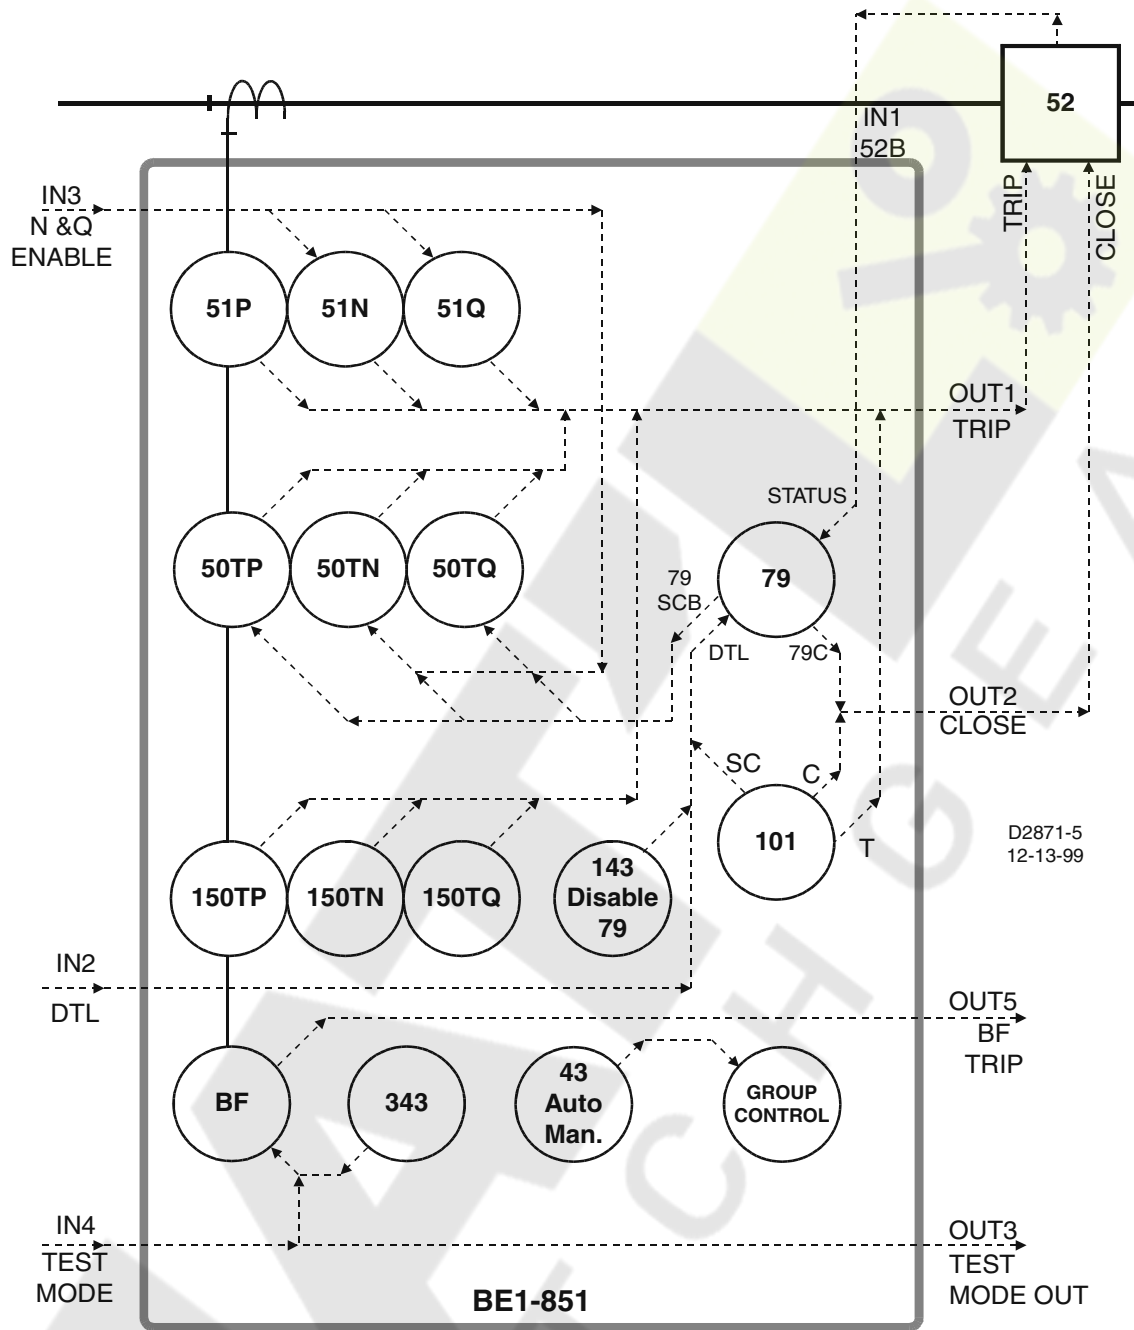 52
IN1
52B
TRIP
CLOSE
IN3
N &Q
ENABLE
51P
51N
51Q
OUT1
TRIP
STATUS
50TP
50TN
50TQ
79
79
SCB
DTL
79C
OUT2
CLOSE
SC
C
101
T
D2871-5
12-13-99
150TP
150TN
150TQ
143
Disable
79
IN2
DTL
OUT5
BF
TRIP
BF
343
43
Auto
Man.
GROUP
CONTROL
IN4
TEST
MODE
OUT3
TEST
MODE OUT
BE1-851